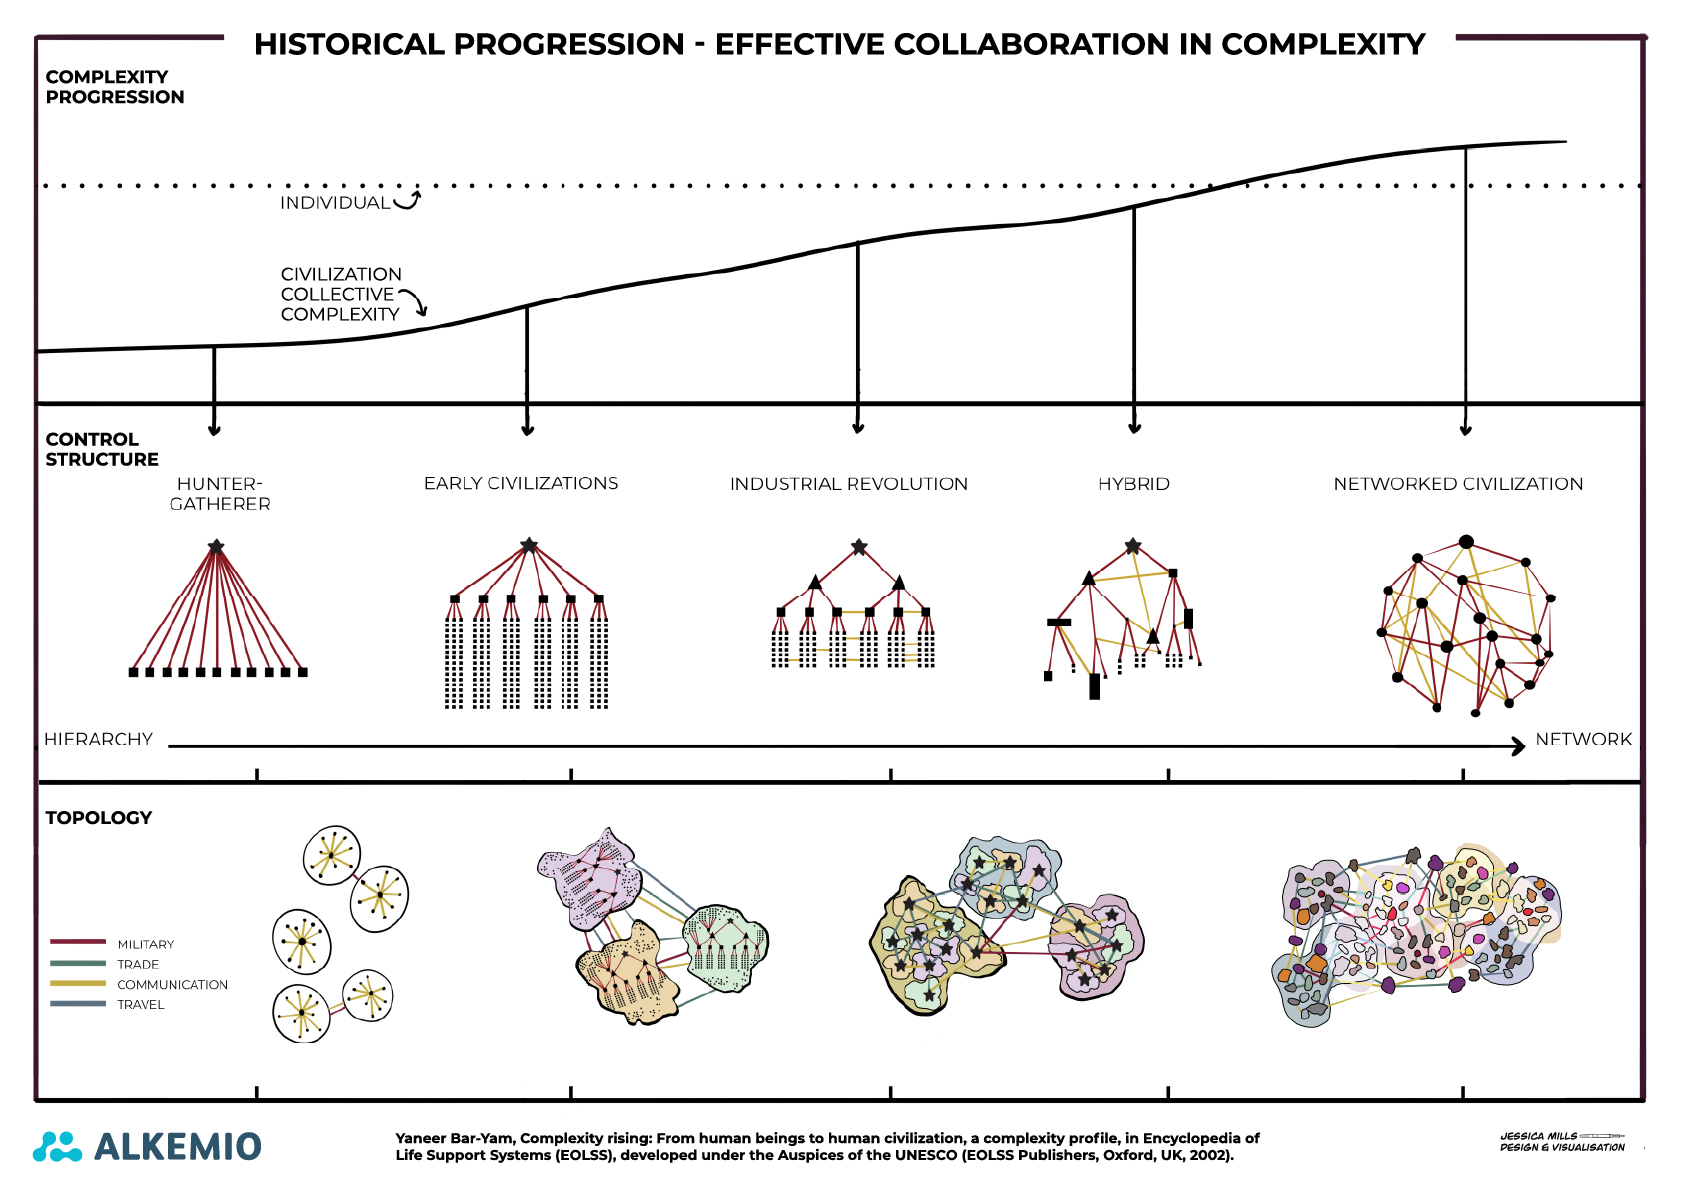 HISTORICAL PROGRESSION - EFFECTIVE COLLABORATION IN COMPLEXITY
COMPLEXITY
PROGRESSION
INDIVIDUAL
CIVILIZATION
COLLECTIVE
COMPLEXITY
CONTROL
STRUCTURE
HUNTER-
GATHERER
EARLY CIVILIZATIONS
INDUSTRIAL REVOLUTION
HYBRID
NETWORKED CIVILIZATION
HIERARCHY
NETWORK
TOPOLOGY
MILITARY
TRADE
COMMUNICATION
TRAVEL
ALKEMIO
Yaneer Bar-Yam, Complexity rising: From human beings to human civilization, a complexity profile, in Encyclopedia of
Life Support Systems (EOLSS), developed under the Auspices of the UNESCO (EOLSS Publishers, Oxford, UK, 2002).
JESSICA MILLS
DESIGN & VISUALISATION